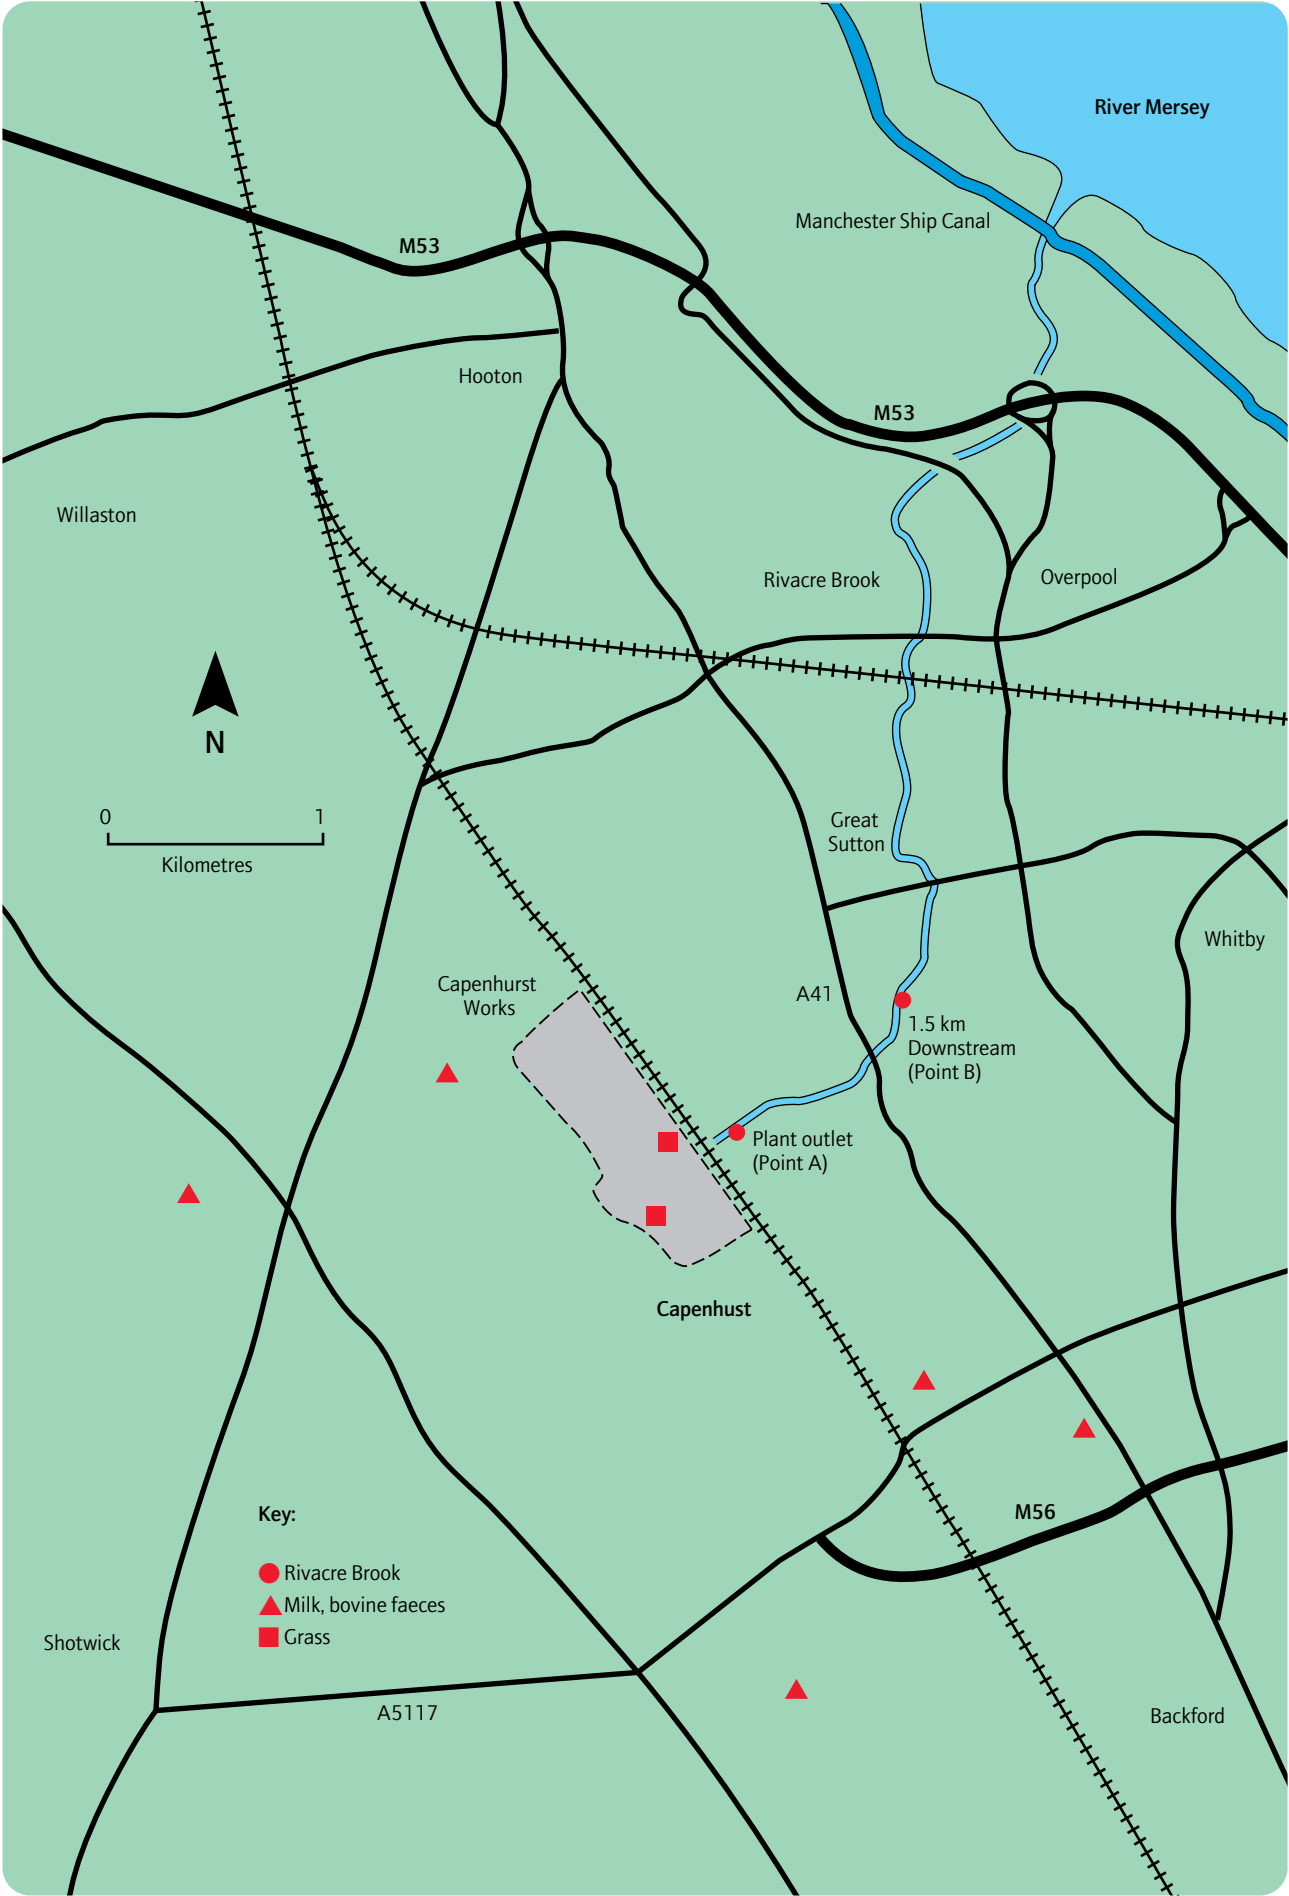 River Mersey
Manchester Ship Canal
M53
Hooton
M53
Willaston
Rivacre Brook
Overpool
N
0 1
Kilometres
Great
Sutton
Whitby
Capenhurst
Works
A41
1.5 km
Downstream
(Point B)
Plant outlet
(Point A)
Capenhust
M56
Key:
Rivacre Brook
Milk, bovine faeces
Grass
Shotwick
A5117
Backford